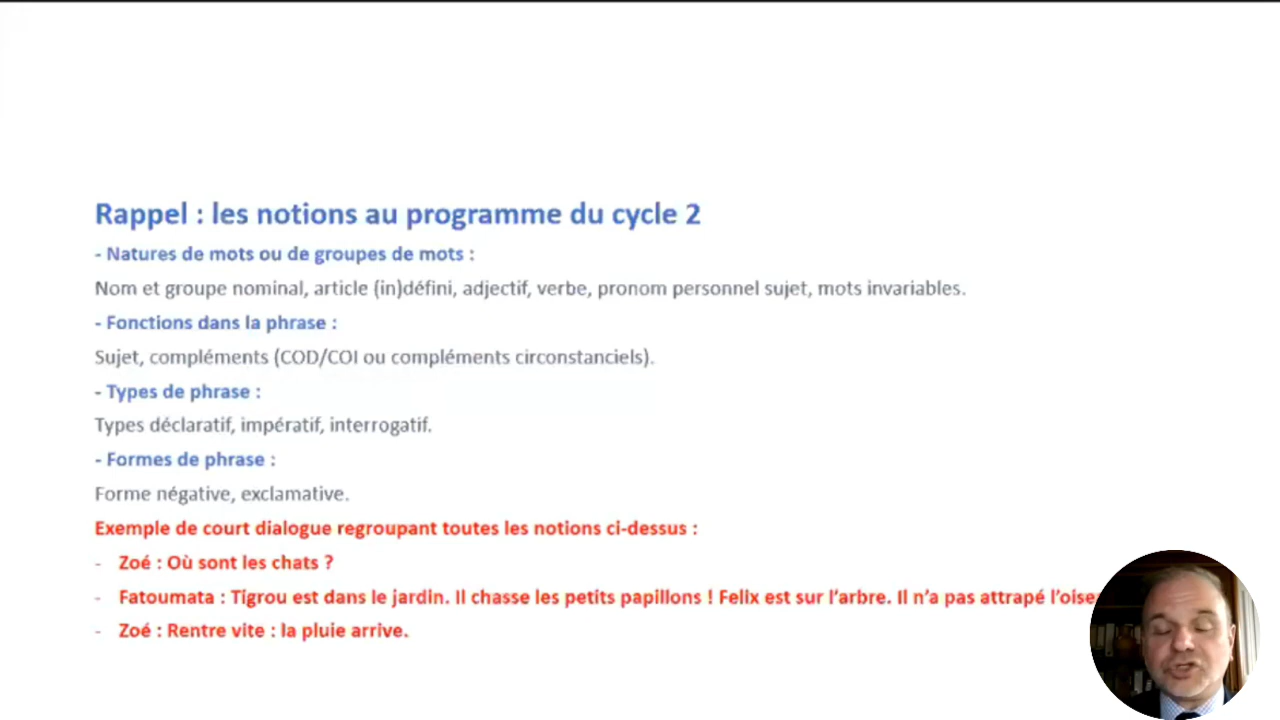 Rappel : les notions au programme du cycle 2
- Natures de mots ou de groupes de mots :
Nom et groupe nominal, article (in)défini, adjectif, verbe, pronom personnel sujet, mots invariables.
- Fonctions dans la phrase :
Sujet, compléments (COD/COI ou compléments circonstanciels).
- Types de phrase :
Types déclaratif, impératif, interrogatif.
- Formes de phrase :
Forme négative, exclamative.
Exemple de court dialogue regroupant toutes les notions ci-dessus :
- Zoé : Où sont les chats ?
- Fatoumata : Tigrou est dans le jardin. Il chasse les petits papillons ! Felix est sur l'arbre. Il n'a pas attrapé
- Zoé : Rentre vite : la pluie arrive.